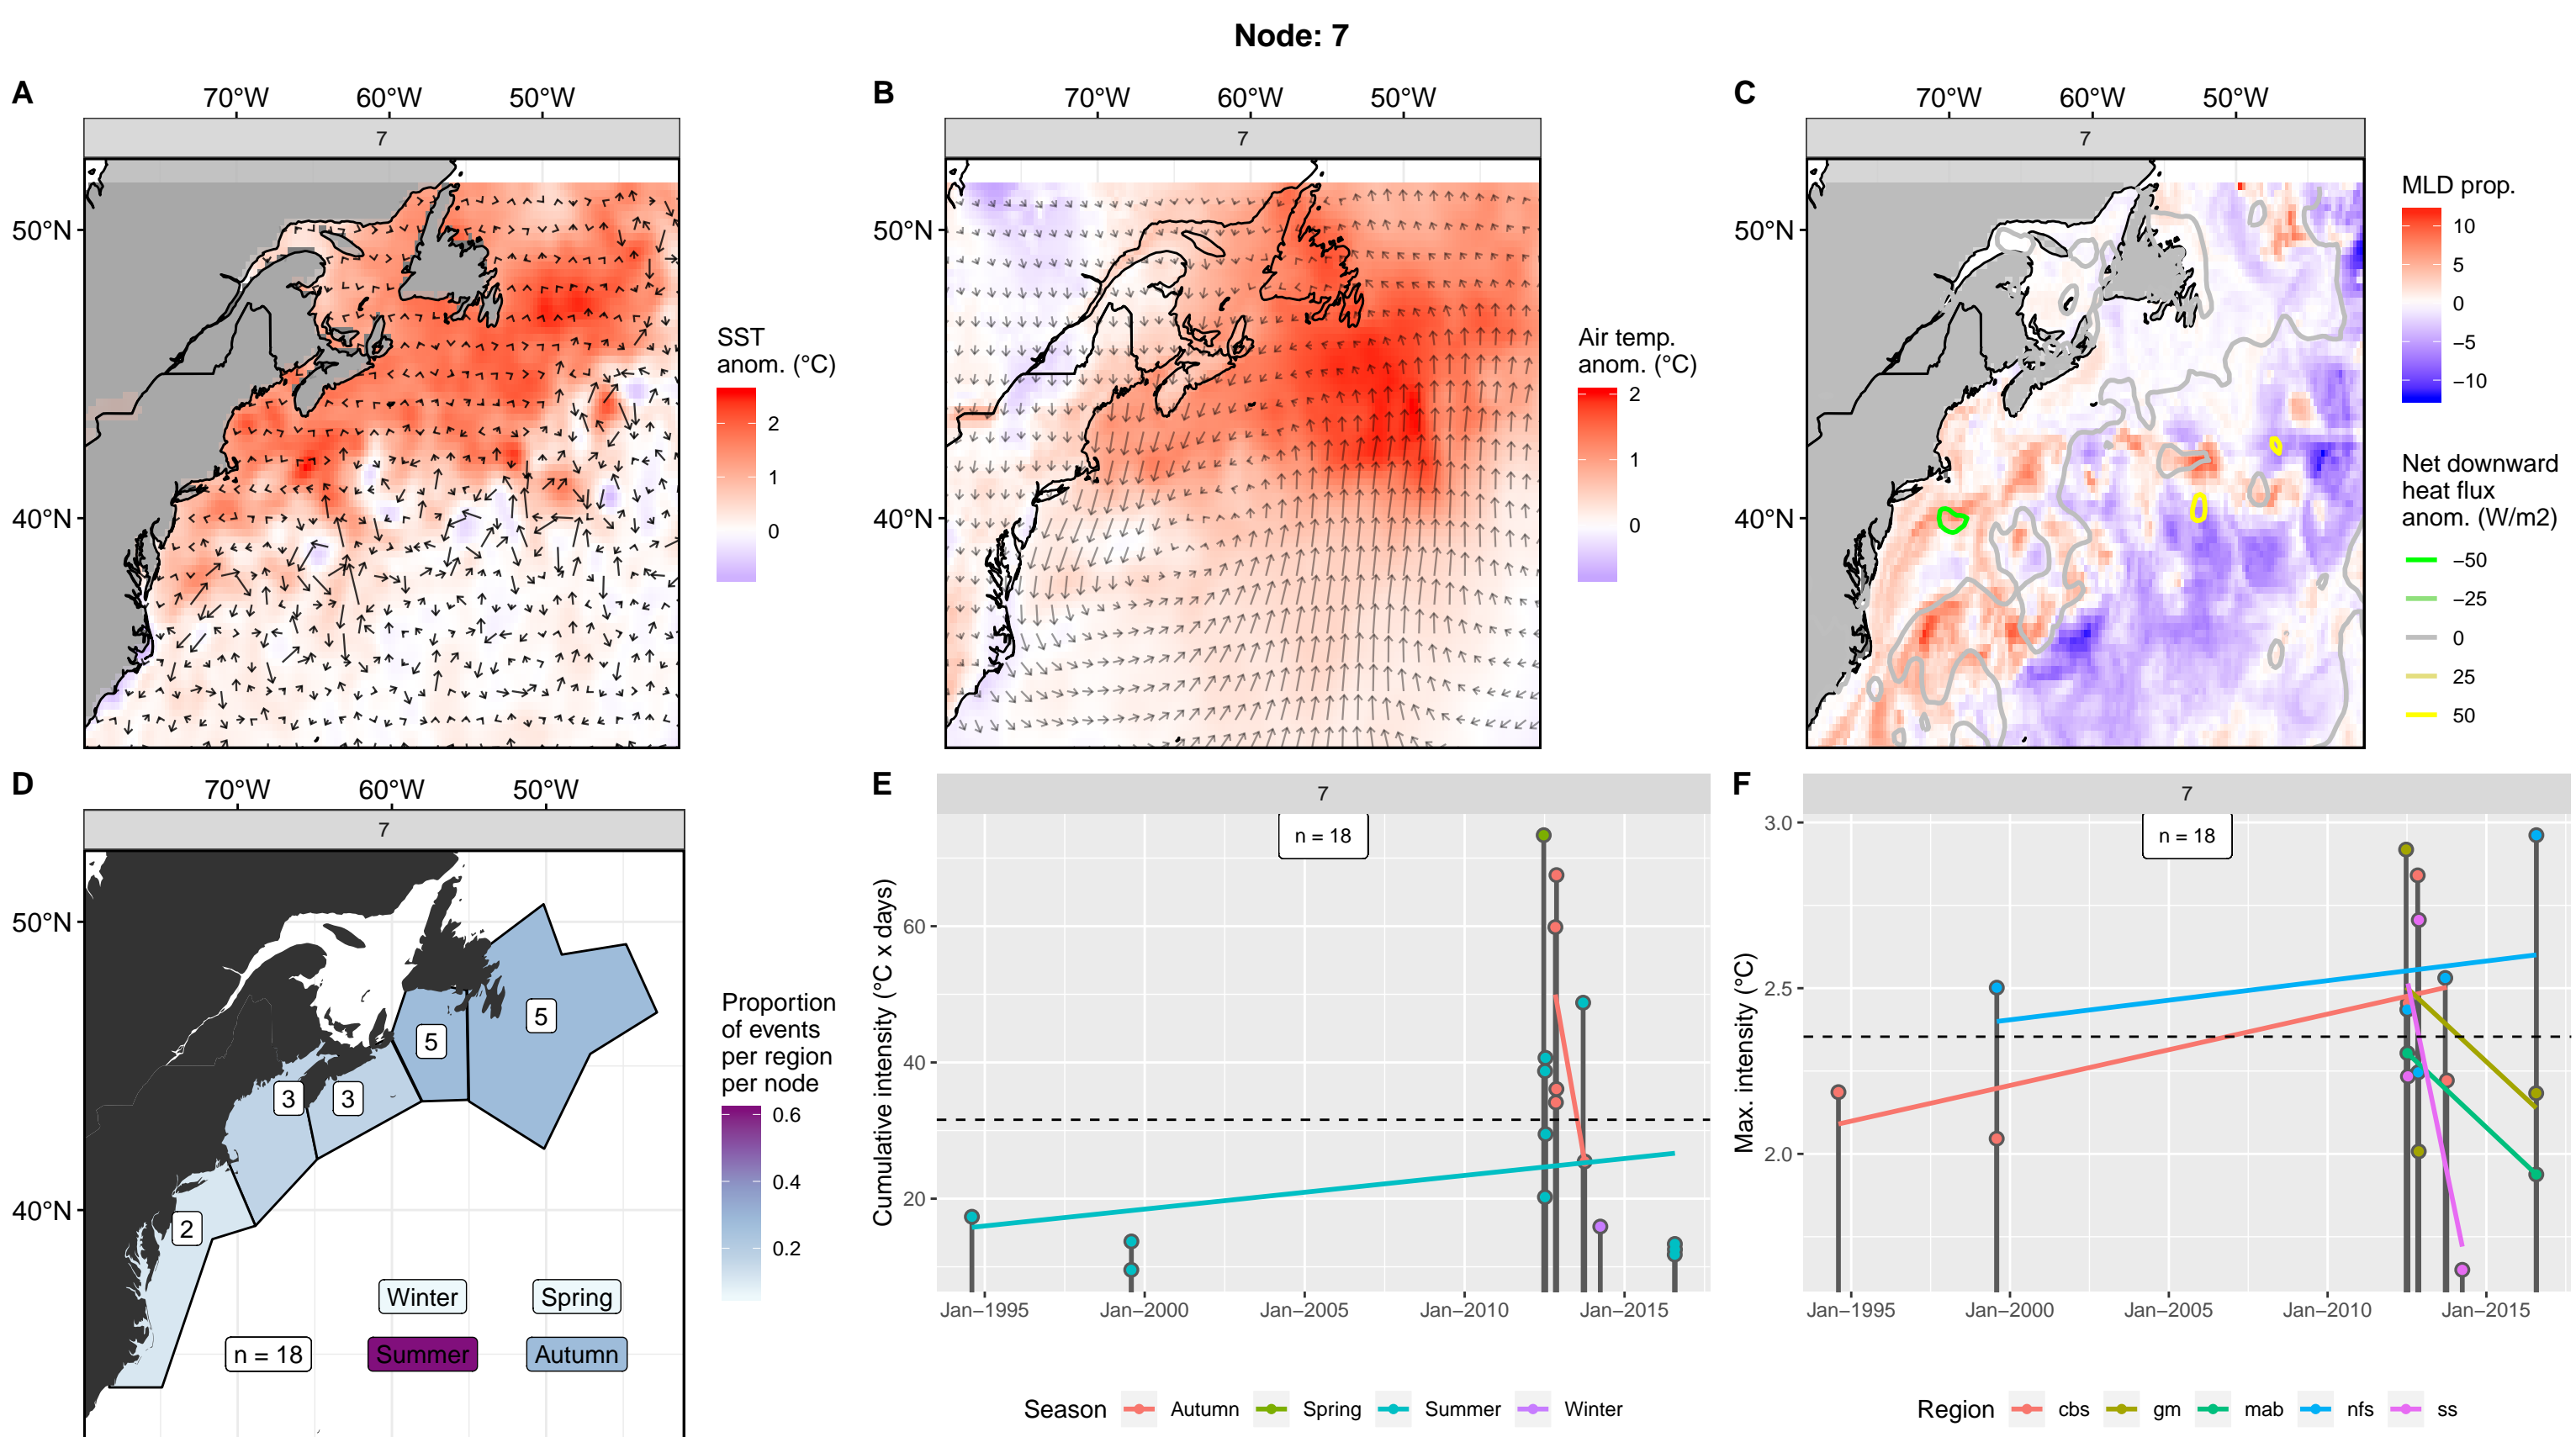 Node: 7
A
70°W 60°W 50°W
7
50°N
40°N
SST
anom. (°C)
2
1
0
B
70°W 60°W 50°W
7
50°N
40°N
Air temp.
anom. (°C)
2
1
0
C
70°W 60°W 50°W
7
50°N
40°N
MLD prop.
10
5
0
−5
−10
Net downward
heat flux
anom. (W/m2)
−50
−25
0
25
50
D
70°W 60°W 50°W
7
50°N
40°N
5
5
3 3
2
Winter Spring
n = 18 Summer Autumn
Proportion
of events
per region
per node
0.6
0.4
0.2
E
7
n = 18
Cumulative intensity (°C x days)
60
40
20
Jan−1995 Jan−2000 Jan−2005 Jan−2010 Jan−2015
Season Autumn Spring Summer Winter
F
7
n = 18
Max. intensity (°C)
3.0
2.5
2.0
Jan−1995 Jan−2000 Jan−2005 Jan−2010 Jan−2015
Region cbs gm mab nfs ss